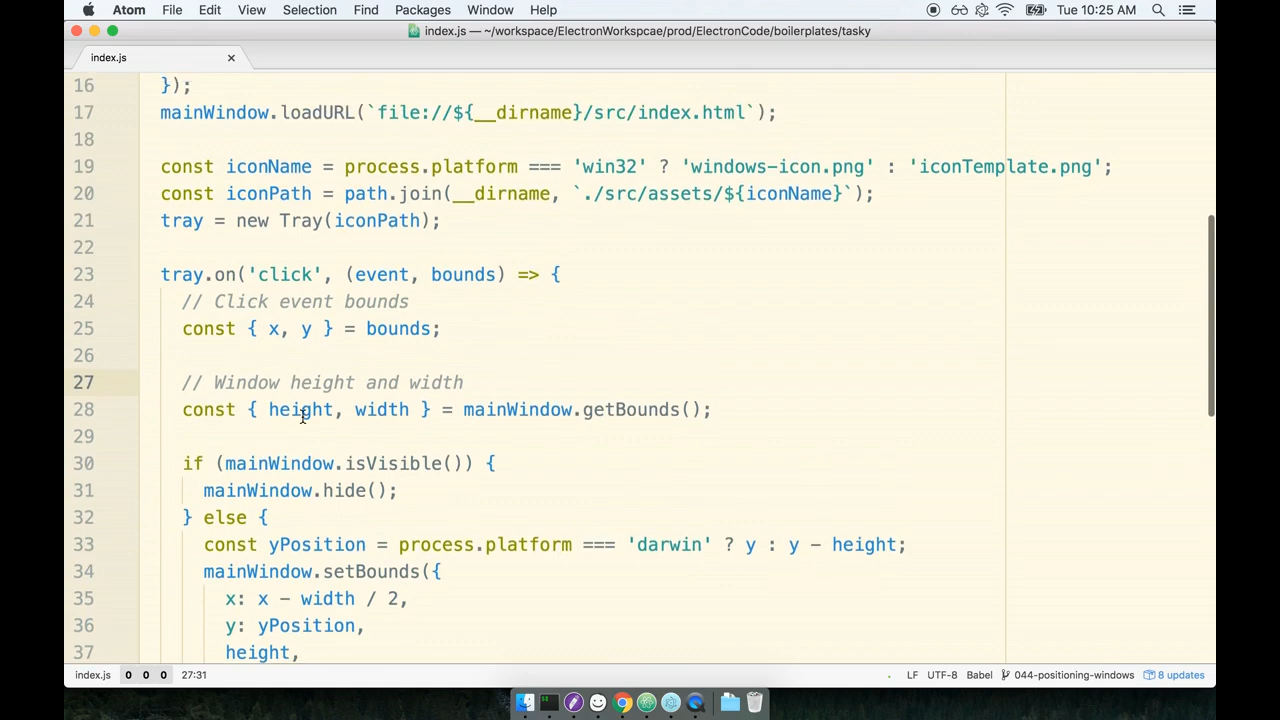 Atom File Edit View Selection Find Packages Window Help Tue 10:25 AM
index.js — ~/workspace/ElectronWorkspcae/prod/ElectronCode/boilerplates/tasky
index.js
16 });
17 mainWindow.loadURL(`file://${__dirname}/src/index.html`);
18
19 const iconName = process.platform === 'win32' ? 'windows-icon.png' : 'iconTemplate.png';
20 const iconPath = path.join(__dirname, `./src/assets/${iconName}`);
21 tray = new Tray(iconPath);
22
23 tray.on('click', (event, bounds) => {
24 // Click event bounds
25 const { x, y } = bounds;
26
27 // Window height and width
28 const { height, width } = mainWindow.getBounds();
29
30 if (mainWindow.isVisible()) {
31 mainWindow.hide();
32 } else {
33 const yPosition = process.platform === 'darwin' ? y : y - height;
34 mainWindow.setBounds({
35 x: x - width / 2,
36 y: yPosition,
37 height,
index.js 0 0 0 27:31 LF UTF-8 Babel 044-positioning-windows 8 updates